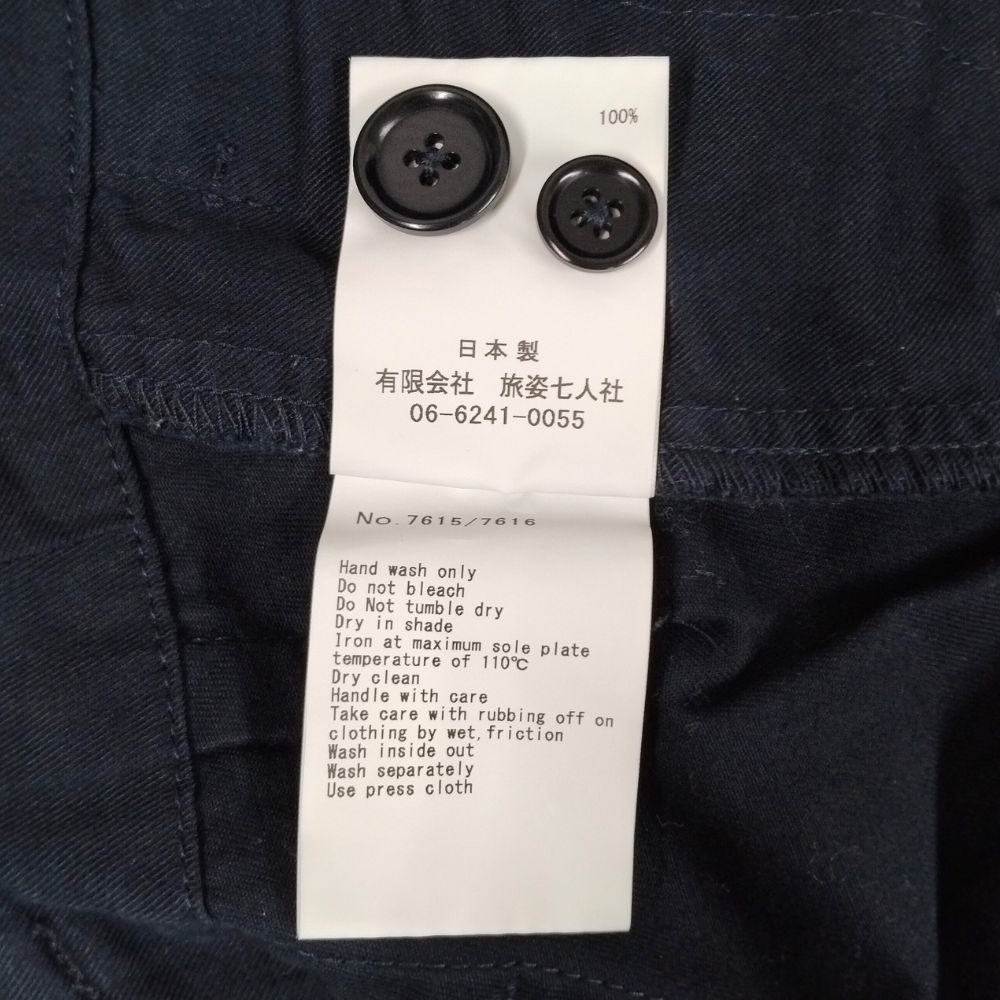 100%
日本製
有限会社 旅姿七人社
06-6241-0055
No.7615/7616
Hand wash only
Do not bleach
Do Not tumble dry
Dry in shade
Iron at maximum sole plate
temperature of 110℃
Dry clean
Handle with care
Take care with rubbing off on
clothing by wet,friction
Wash inside out
Wash separately
Use press cloth